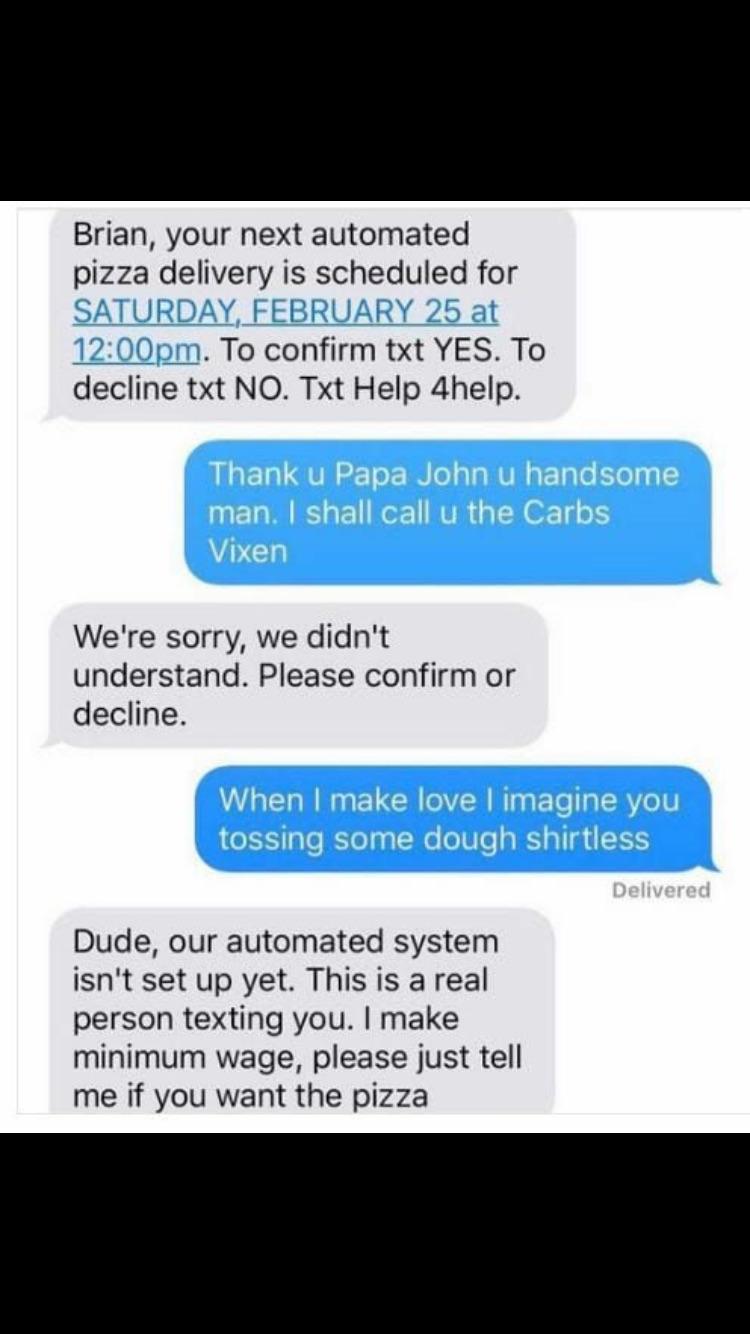 Brian, your next automated
pizza delivery is scheduled for
SATURDAY, FEBRUARY 25 at
12:00pm. To confirm txt YES. To
decline txt NO. Txt Help 4help.
Thank u Papa John u handsome
man. I shall call u the Carbs
Vixen
We're sorry, we didn't
understand. Please confirm or
decline.
When I make love I imagine you
tossing some dough shirtless
Delivered
Dude, our automated system
isn't set up yet. This is a real
person texting you. I make
minimum wage, please just tell
me if you want the pizza